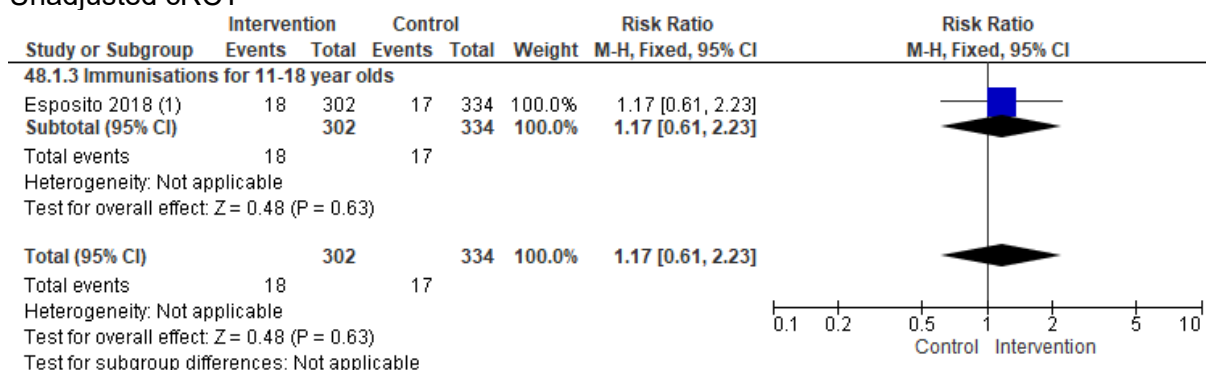 Unadjusted cRCT
Intervention Control Risk Ratio Risk Ratio
Study or Subgroup Events Total Events Total Weight M-H, Fixed, 95% CI M-H, Fixed, 95% CI
48.1.3 Immunisations for 11-18 year olds
Esposito 2018 (1) 18 302 17 334 100.0% 1.17 [0.61, 2.23]
Subtotal (95% CI) 302 334 100.0% 1.17 [0.61, 2.23]
Total events 18 17
Heterogeneity: Not applicable
Test for overall effect: Z = 0.48 (P = 0.63)
Total (95% CI) 302 334 100.0% 1.17 [0.61, 2.23]
Total events 18 17
Heterogeneity: Not applicable
Test for overall effect: Z = 0.48 (P = 0.63)
Test for subgroup differences: Not applicable
0.1 0.2 0.5 1 2 5 10
Control Intervention